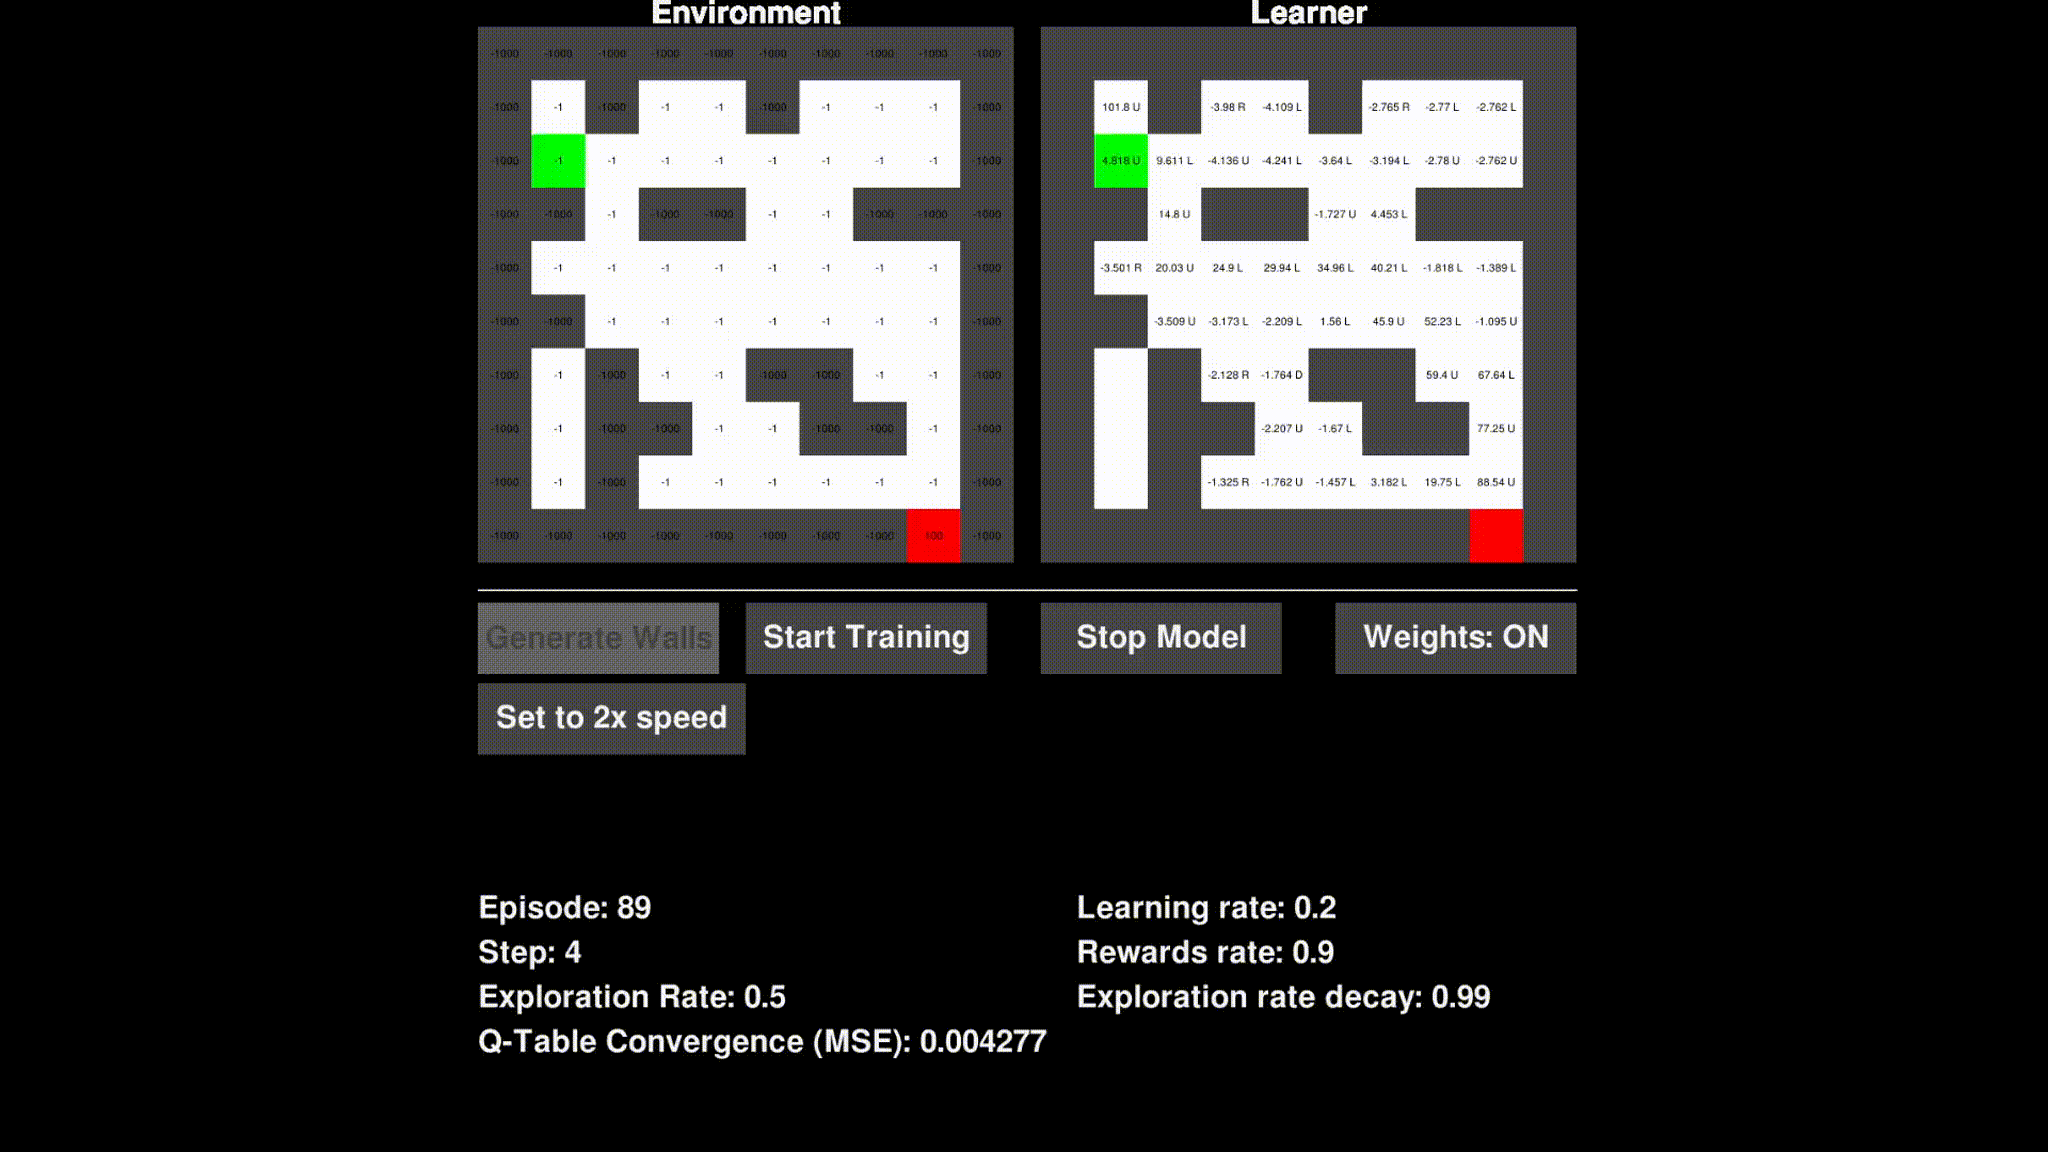 Environment Learner
-1000 -1000 -1000 -1000 -1000 -1000 -1000 -1000 -1000 -1000
-1000 -1 -1000 -1 -1 -1000 -1 -1 -1 -1000 101.8 U -3.98 R -4.109 L -2.765 R -2.77 L -2.762 L
-1000 -1 -1 -1 -1 -1 -1 -1 -1 -1000 4.818 U 9.611 L -4.136 U -4.241 L -3.64 L -3.194 L -2.78 U -2.762 U
-1000 -1000 -1 -1000 -1000 -1 -1 -1000 -1000 -1000 14.8 U -1.727 U 4.453 L
-1000 -1 -1 -1 -1 -1 -1 -1 -1 -1000 -3.501 R 20.03 U 24.9 L 29.94 L 34.96 L 40.21 L -1.818 L -1.389 L
-1000 -1000 -1 -1 -1 -1 -1 -1 -1 -1000 -3.509 U -3.173 L -2.209 L 1.56 L 45.9 U 52.23 L -1.095 U
-1000 -1 -1000 -1 -1 -1000 -1000 -1 -1 -1000 -2.128 R -1.764 D 59.4 U 67.64 L
-1000 -1 -1000 -1000 -1 -1 -1000 -1000 -1 -1000 -2.207 U -1.67 L 77.25 U
-1000 -1 -1000 -1 -1 -1 -1 -1 -1 -1000 -1.325 R -1.762 U -1.457 L 3.182 L 19.75 L 88.54 U
-1000 -1000 -1000 -1000 -1000 -1000 -1000 -1000 -1000
Generate Walls Start Training Stop Model Weights: ON
Set to 2x speed
Episode: 89 Learning rate: 0.2
Step: 4 Rewards rate: 0.9
Exploration Rate: 0.5 Exploration rate decay: 0.99
Q-Table Convergence (MSE): 0.004277